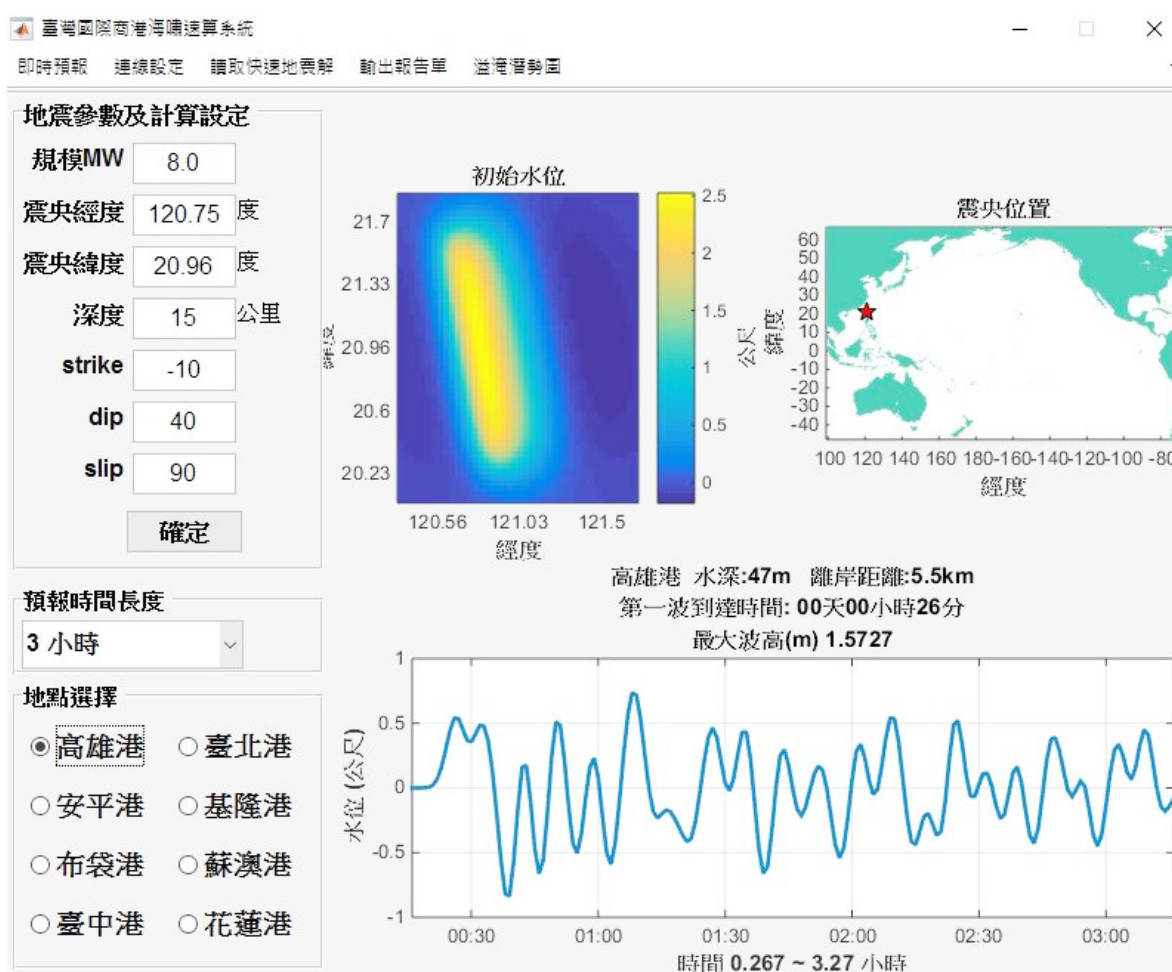 臺灣國際商港海嘯速算系統
即時預報 連線設定 讀取快速地震解 輸出報告單 溢淹潛勢圖
地震參數及計算設定
規模MW 8.0
震央經度 120.75 度
震央緯度 20.96 度
深度 15 公里
strike -10
dip 40
slip 90
確定
預報時間長度
3 小時
地點選擇
高雄港 臺北港
安平港 基隆港
布袋港 蘇澳港
臺中港 花蓮港
初始水位
緯度
21.7
21.33
20.96
20.6
20.23
120.56 121.03 121.5
經度
2.5
2
1.5
1
0.5
0
公尺
震央位置
緯度
60
50
40
30
20
10
0
-10
-20
-30
-40
100 120 140 160 180-160-140-120-100 -80
經度
高雄港 水深:47m 離岸距離:5.5km
第一波到達時間: 00天00小時26分
最大波高(m) 1.5727
水位 (公尺)
1
0.5
0
-0.5
-1
00:30 01:00 01:30 02:00 02:30 03:00
時間 0.267 ~ 3.27 小時